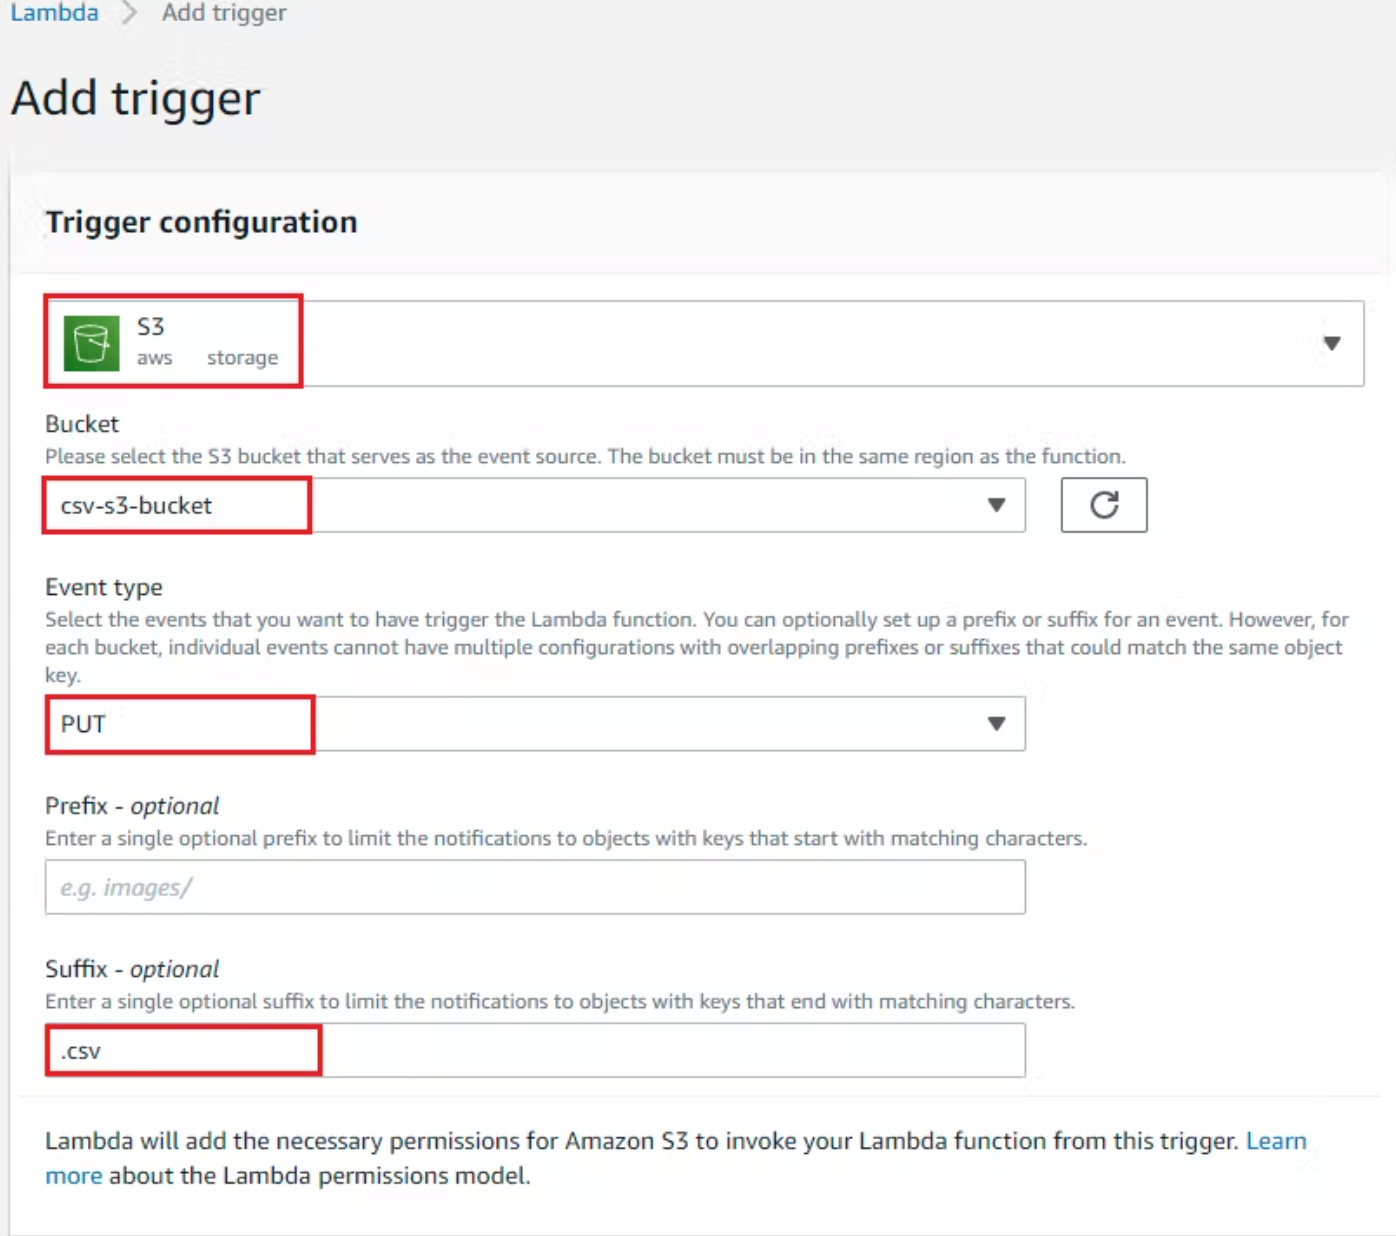 Lambda > Add trigger
Add trigger
Trigger configuration
S3
aws storage
Bucket
Please select the S3 bucket that serves as the event source. The bucket must be in the same region as the function.
csv-s3-bucket
Event type
Select the events that you want to have trigger the Lambda function. You can optionally set up a prefix or suffix for an event. However, for
each bucket, individual events cannot have multiple configurations with overlapping prefixes or suffixes that could match the same object
key.
PUT
Prefix - optional
Enter a single optional prefix to limit the notifications to objects with keys that start with matching characters.
e.g. images/
Suffix - optional
Enter a single optional suffix to limit the notifications to objects with keys that end with matching characters.
.csv
Lambda will add the necessary permissions for Amazon S3 to invoke your Lambda function from this trigger. Learn
more about the Lambda permissions model.